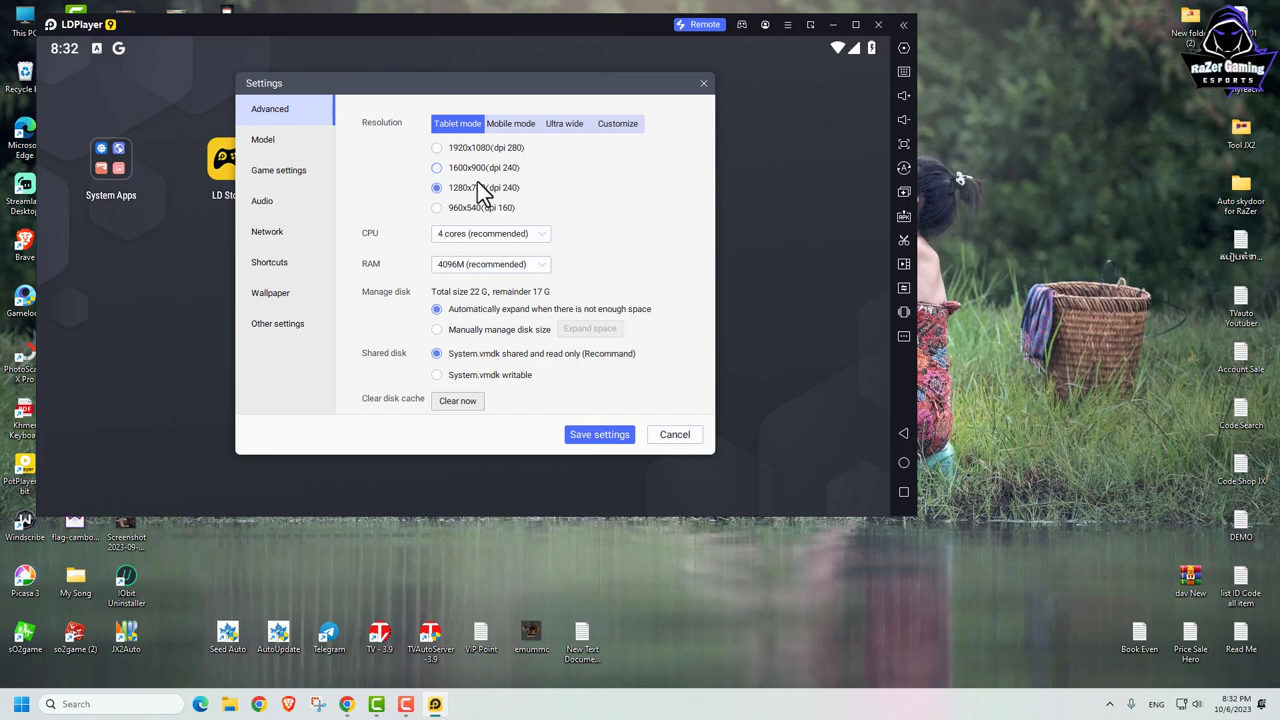 LDPlayer 9
Remote
8:32
Settings
Advanced
Model
Game settings
Audio
Network
Shortcuts
Wallpaper
Other settings
Resolution
Tablet mode
Mobile mode
Ultra wide
Customize
1920x1080(dpi 280)
1600x900(dpi 240)
(dpi 240)
960x540(dpi 160)
CPU
4 cores (recommended)
RAM
4096M (recommended)
Manage disk
Total size 22 G, remainder 17 G
Automatically expand when there is not enough space
Manually manage disk size
Expand space
Shared disk
System.vmdk shared and read only (Recommand)
System.vmdk writable
Clear disk cache
Clear now
Save settings
Cancel
System Apps
LD Sto
This PC
Recycle B
Microsoft
Edge
Streamla
Desktop
Brave
Gameloo
PhotoSca
X Pro
Khme
Keyboa
PotPlayer
bit
Windscribe
flag-cambo...
Screenshot
2023-09-...
Picasa 3
My Song
IObit
Uninstaller
so2game
so2game (2)
JX2Auto
Seed Auto
AutoUpdate
Telegram
TV - 3.9
TVAutoServer
-3.9
V.I.P Point
emummc
New Text
Docume...
New folder
(2)
RaZer Gaming
ESPORTS
Tool JX2
Auto skydoor
for RaZer
TVauto
Youtuber
Account Sale
Code Search
Code Shop JX
DEMO
dav New
list ID Code
all item
Book Even
Price Sale
Hero
Read Me
Search
ENG
8:32 PM
10/6/2023